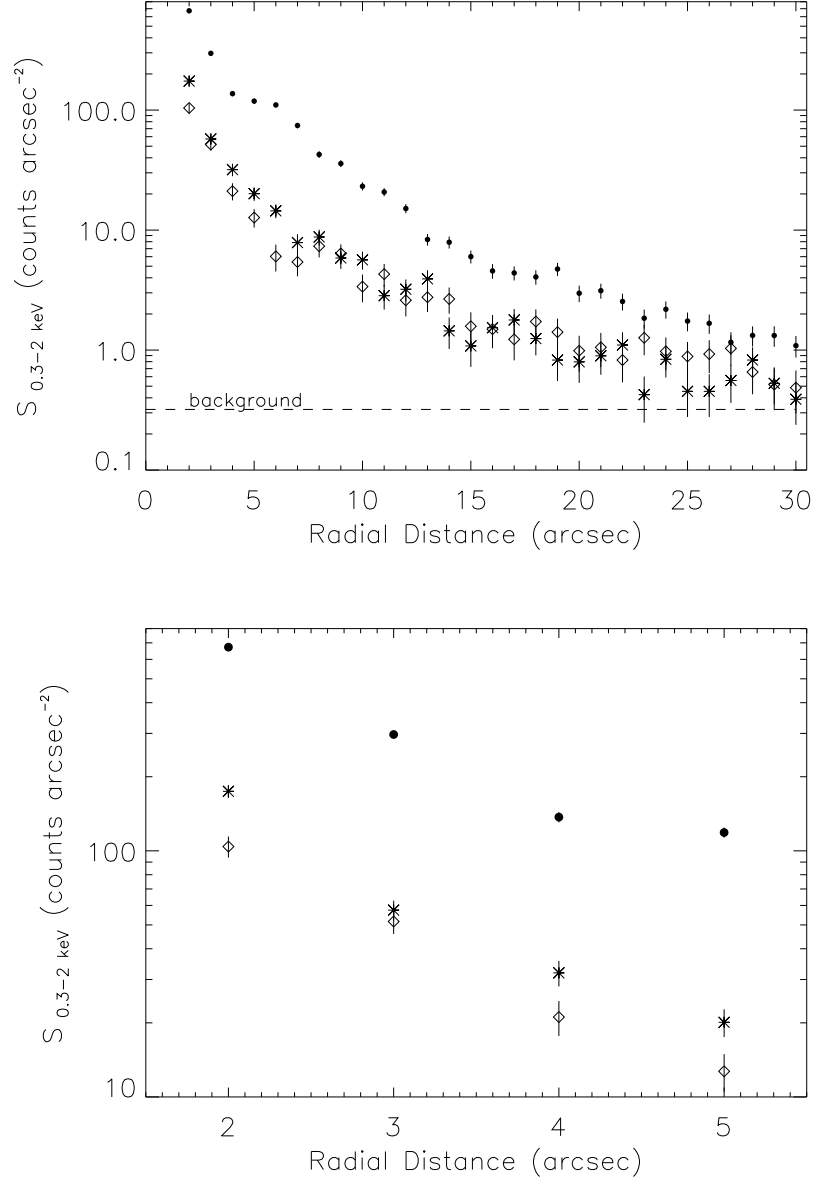 100.0
10.0
1.0
0.1
S 0.3−2 keV (counts arcsec−2)
background
0 5 10 15 20 25 30
Radial Distance (arcsec)
100
10
S 0.3−2 keV (counts arcsec−2)
2 3 4 5
Radial Distance (arcsec)